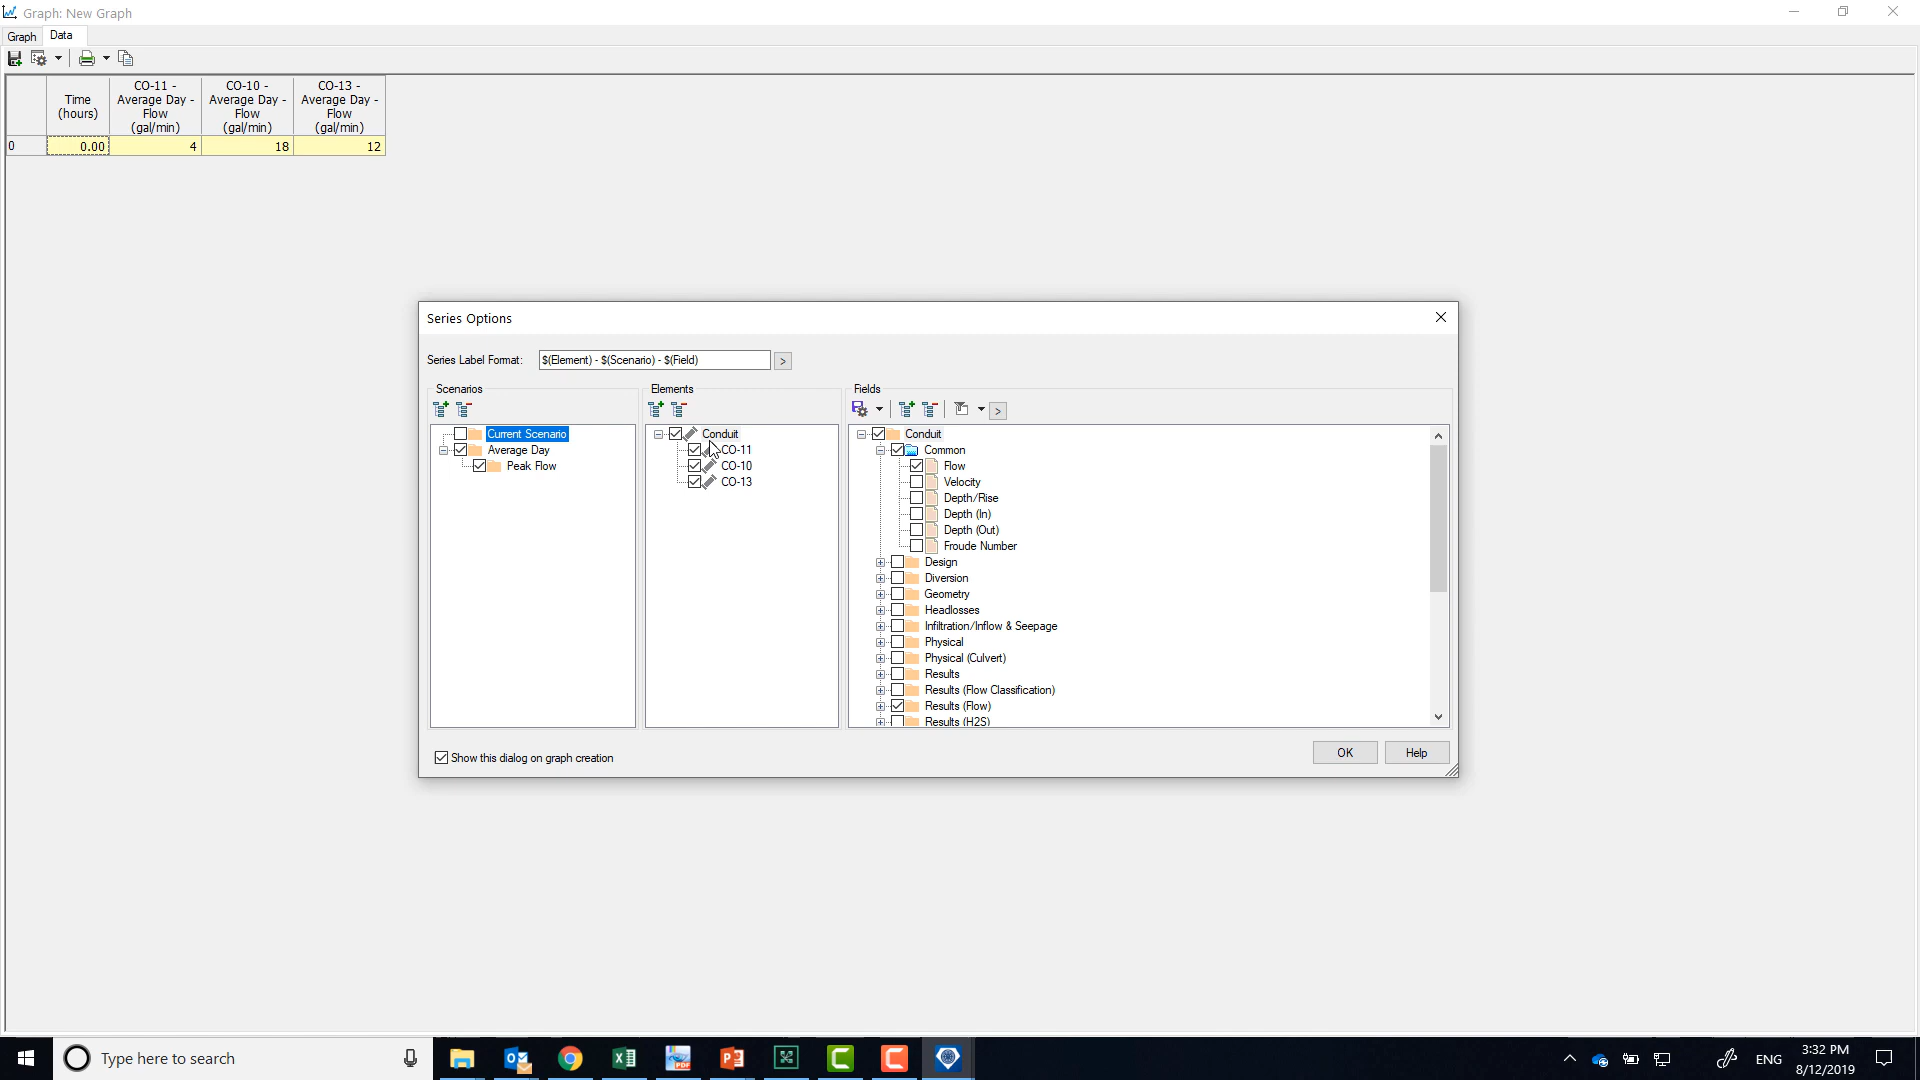 Graph: New Graph
Graph Data
Time (hours)
CO-11 - Average Day - Flow (gal/min)
CO-10 - Average Day - Flow (gal/min)
CO-13 - Average Day - Flow (gal/min)
0 0.00 4 18 12
Series Options
Series Label Format: $(Element) - $(Scenario) - $(Field) >
Scenarios
Current Scenario
Average Day
Peak Flow
Elements
Conduit
CO-11
CO-10
CO-13
Fields
>
Conduit
Common
Flow
Velocity
Depth/Rise
Depth (In)
Depth (Out)
Froude Number
Design
Diversion
Geometry
Headlosses
Infiltration/Inflow & Seepage
Physical
Physical (Culvert)
Results
Results (Flow Classification)
Results (Flow)
Results (H2S)
Show this dialog on graph creation
OK Help
Type here to search
ENG
3:32 PM
8/12/2019